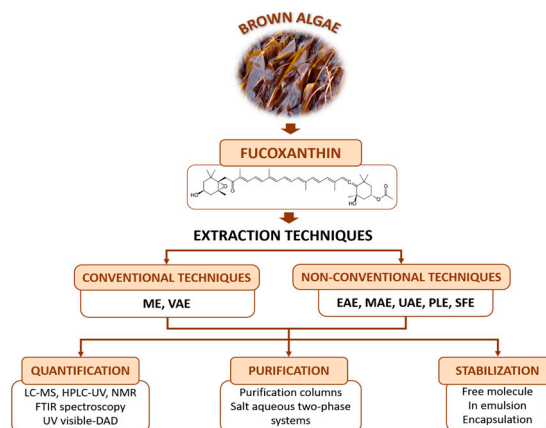 BROWN ALGAE
FUCOXANTHIN
HO
O
O
HO
O
O
EXTRACTION TECHNIQUES
CONVENTIONAL TECHNIQUES
ME, VAE
NON-CONVENTIONAL TECHNIQUES
EAE, MAE, UAE, PLE, SFE
QUANTIFICATION
LC-MS, HPLC-UV, NMR
FTIR spectroscopy
UV visible-DAD
PURIFICATION
Purification columns
Salt aqueous two-phase
systems
STABILIZATION
Free molecule
In emulsion
Encapsulation